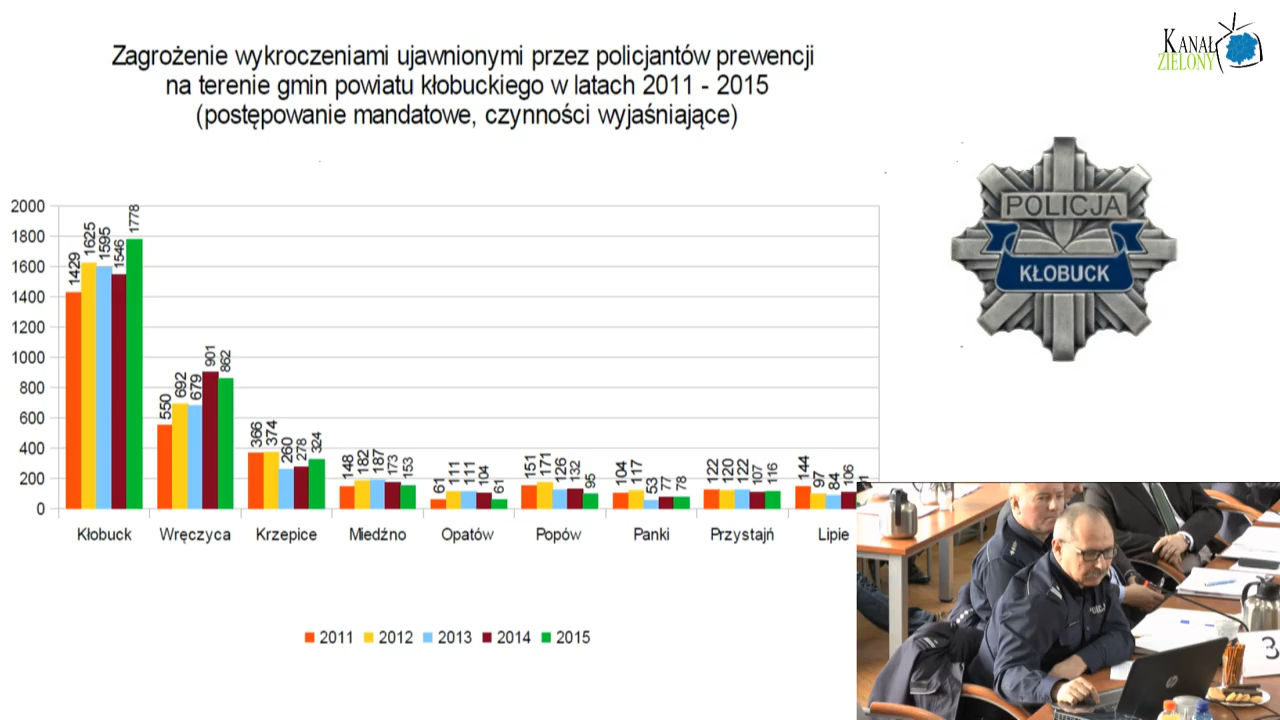 Zagrożenie wykroczeniami ujawnionymi przez policjantów prewencji
na terenie gmin powiatu kłobuckiego w latach 2011 - 2015
(postępowanie mandatowe, czynności wyjaśniające)
KANAŁ
ZIELONY
POLICJA
KŁOBUCK
2000
1800
1600
1400
1200
1000
800
600
400
200
0
1429 1625 1595 1546 1778
550 692 679 901 862
366 374 260 278 324
148 182 187 173 153
61 111 111 104 61
151 171 126 132 95
104 117 53 77 78
122 120 122 107 116
144 97 84 106
Kłobuck Wręczyca Krzepice Miedźno Opatów Popów Panki Przystajń Lipie
2011 2012 2013 2014 2015
hp
3